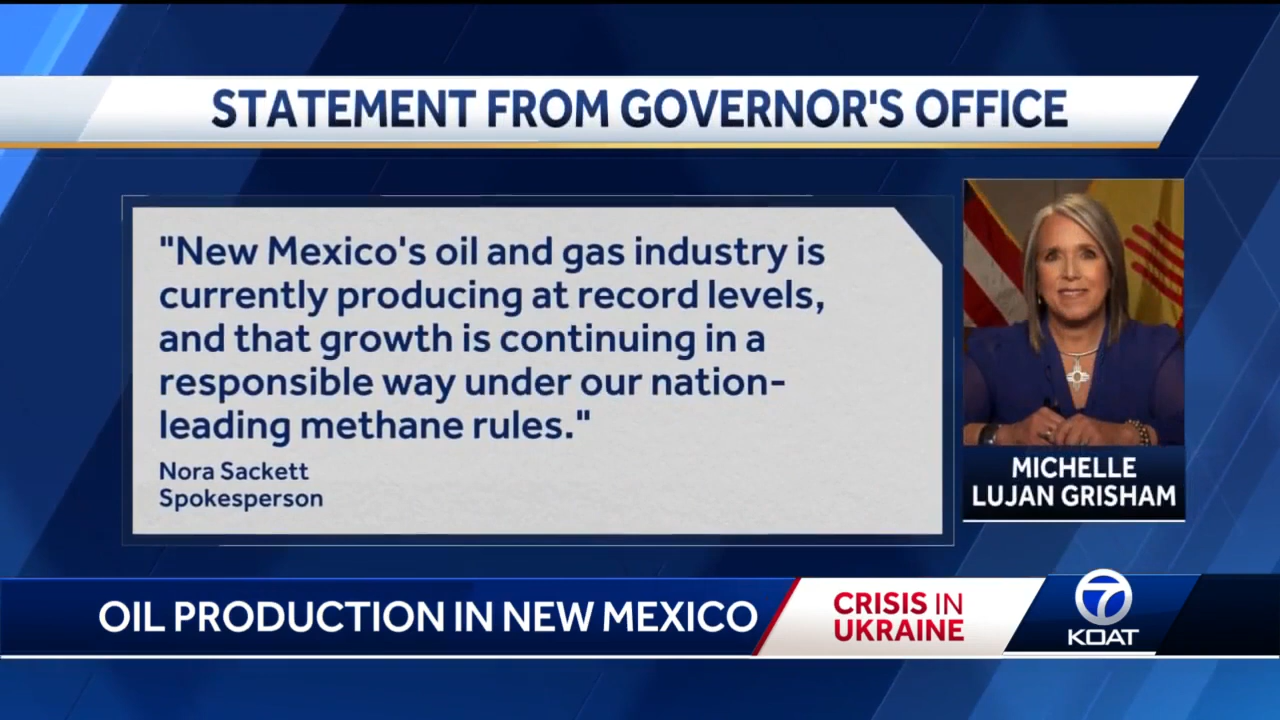 STATEMENT FROM GOVERNOR'S OFFICE
"New Mexico's oil and gas industry is
currently producing at record levels,
and that growth is continuing in a
responsible way under our nation-
leading methane rules."
Nora Sackett
Spokesperson
MICHELLE
LUJAN GRISHAM
OIL PRODUCTION IN NEW MEXICO
CRISIS IN
UKRAINE
7
KOAT